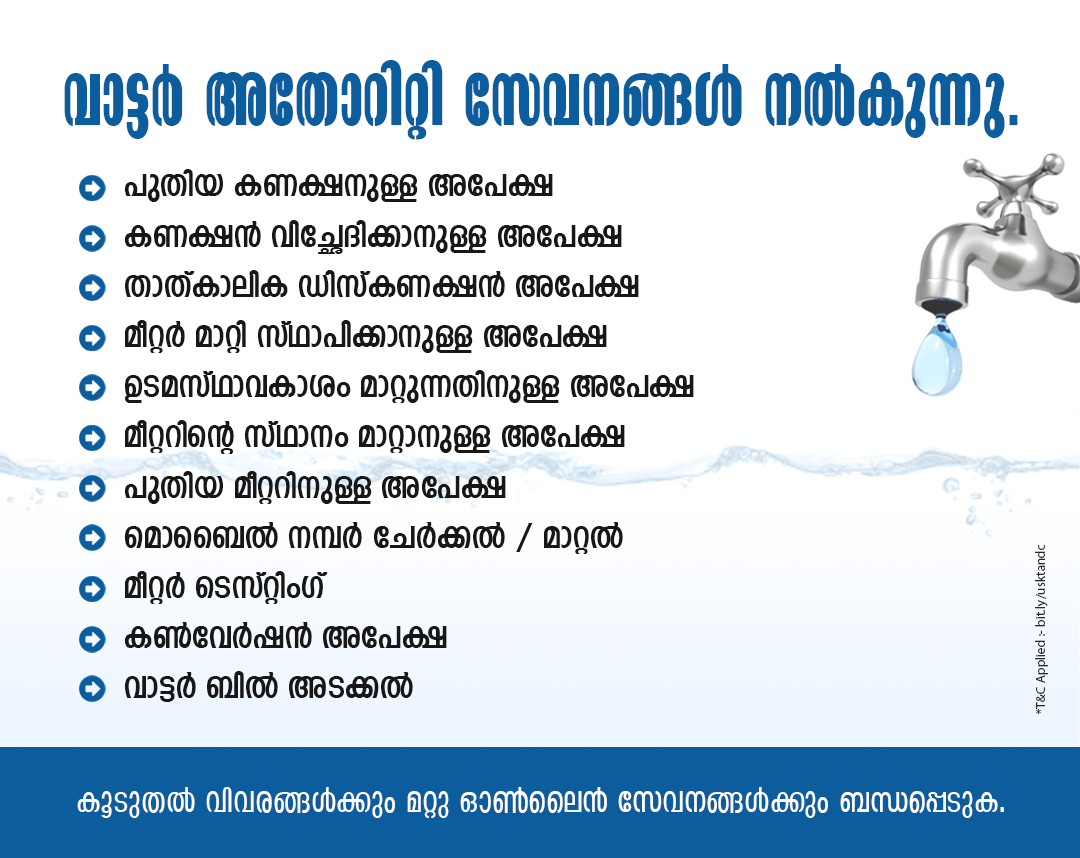 വാട്ടർ അതോറിറ്റി സേവനങ്ങൾ നൽകുന്നു.
പുതിയ കണക്ഷനുള്ള അപേക്ഷ
കണക്ഷൻ വിച്ഛേദിക്കാനുള്ള അപേക്ഷ
താത്കാലിക ഡിസ്കണക്ഷൻ അപേക്ഷ
മീറ്റർ മാറ്റി സ്ഥാപിക്കാനുള്ള അപേക്ഷ
ഉടമസ്ഥാവകാശം മാറ്റുന്നതിനുള്ള അപേക്ഷ
മീറ്ററിന്റെ സ്ഥാനം മാറ്റാനുള്ള അപേക്ഷ
പുതിയ മീറ്ററിനുള്ള അപേക്ഷ
മൊബൈൽ നമ്പർ ചേർക്കൽ / മാറ്റൽ
മീറ്റർ ടെസ്റ്റിംഗ്
കൺവേർഷൻ അപേക്ഷ
വാട്ടർ ബിൽ അടക്കൽ
*T&C Applied :- bit.ly/usktandc
കൂടുതൽ വിവരങ്ങൾക്കും മറ്റു ഓൺലൈൻ സേവനങ്ങൾക്കും ബന്ധപ്പെടുക.